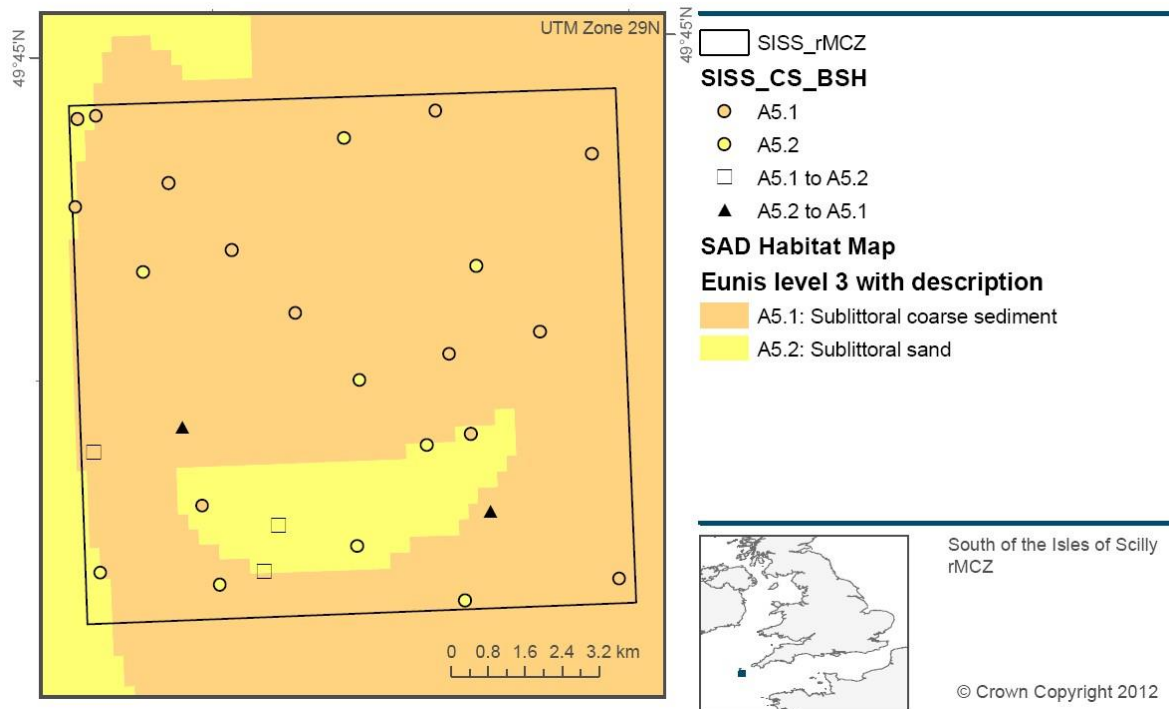 UTM Zone 29N
49°45'N
49°45'N
0 0.8 1.6 2.4 3.2 km
SISS_rMCZ
SISS_CS_BSH
A5.1
A5.2
A5.1 to A5.2
A5.2 to A5.1
SAD Habitat Map
Eunis level 3 with description
A5.1: Sublittoral coarse sediment
A5.2: Sublittoral sand
South of the Isles of Scilly
rMCZ
© Crown Copyright 2012